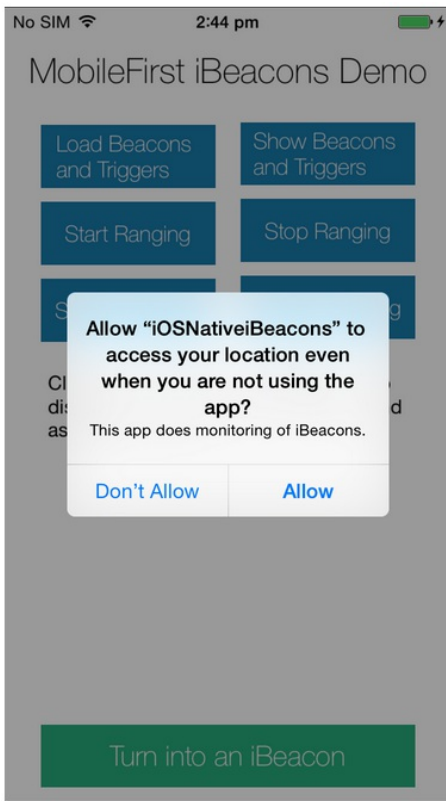 No SIM 2:44 pm
MobileFirst iBeacons Demo
Load Beacons
and Triggers
Show Beacons
and Triggers
Start Ranging
Stop Ranging
S
g
Allow “iOSNativeiBeacons” to
access your location even
when you are not using the
app?
This app does monitoring of iBeacons.
Don’t Allow
Allow
Turn into an iBeacon